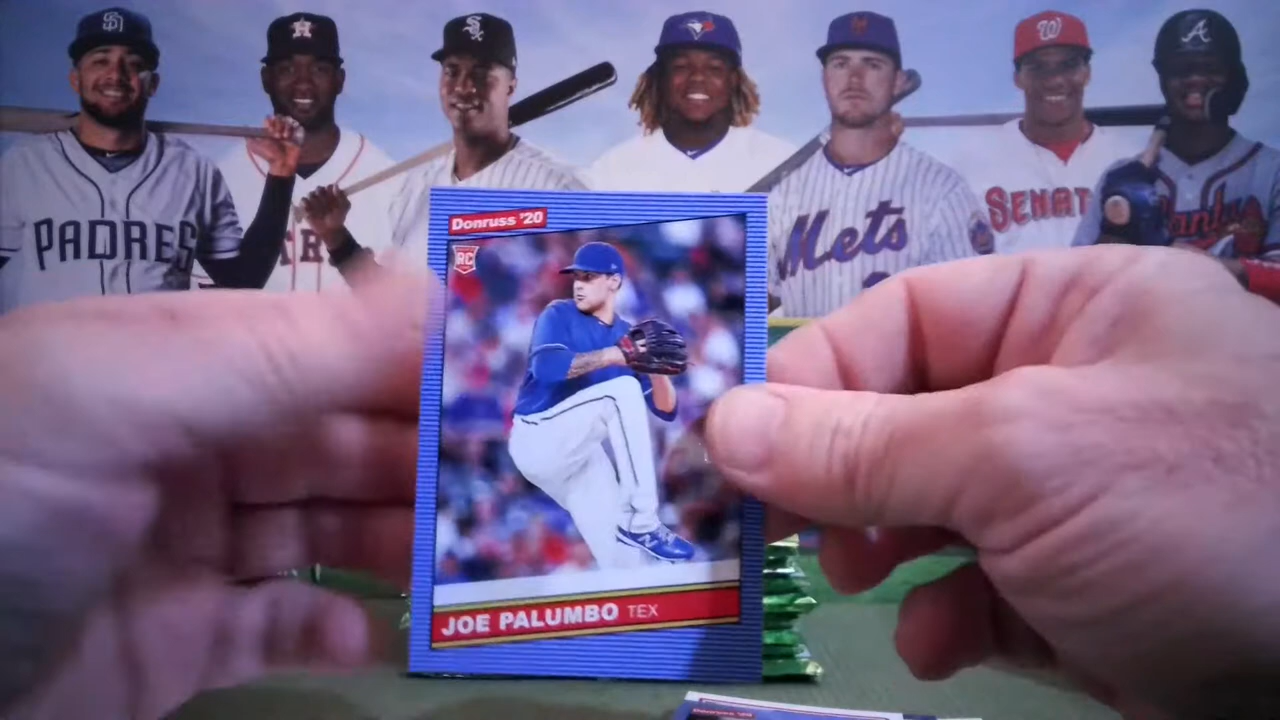 PADRES
Mets
SENAT
Donruss '20
RC
JOE PALUMBO TEX